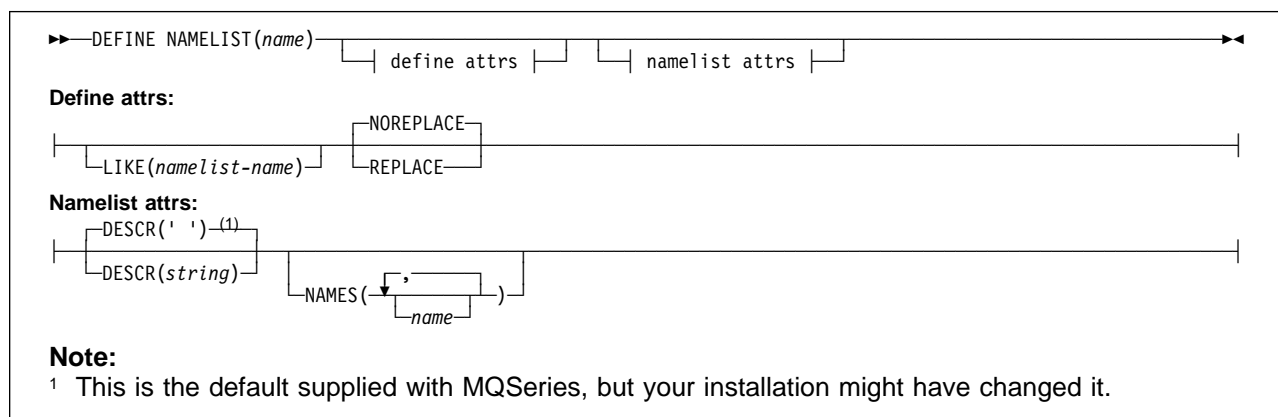 DEFINE NAMELIST(name)
define attrs
namelist attrs
Define attrs:
LIKE(namelist-name)
NOREPLACE
REPLACE
Namelist attrs:
DESCR(' ') (1)
DESCR(string)
NAMES( , name )
Note:
1 This is the default supplied with MQSeries, but your installation might have changed it.